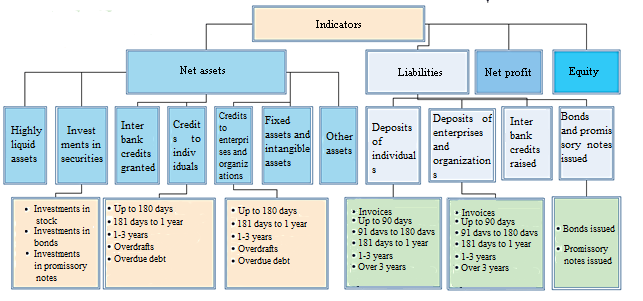 Indicators
Net assets
Liabilities
Net profit
Equity
Highly
liquid
assets
Invest
ments in
securities
Inter
bank
credits
granted
Credit
s to
indiv
iduals
Credits
to
enterpri
ses and
organiz
ations
Fixed
assets and
intangible
assets
Other
assets
Deposits
of
individual
s
Deposits of
enterprises
and
organization
s
Inter
bank
credits
raised
Bonds
and promis
sory notes
issued
• Investments in
stock
• Investments in
bonds
• Investments
in promissory
notes
• Up to 180 days
• 181 days to 1 year
• 1-3 years
• Overdrafts
• Overdue debt
• Up to 180 days
• 181 days to 1 year
• 1-3 years
• Overdrafts
• Overdue debt
• Invoices
• Up to 90 days
• 91 days to 180 days
• 181 days to 1 year
• 1-3 years
• Over 3 years
• Invoices
• Up to 90 days
• 91 days to 180 days
• 181 days to 1 year
• 1-3 years
• Over 3 years
• Bonds issued
• Promissory
notes issued